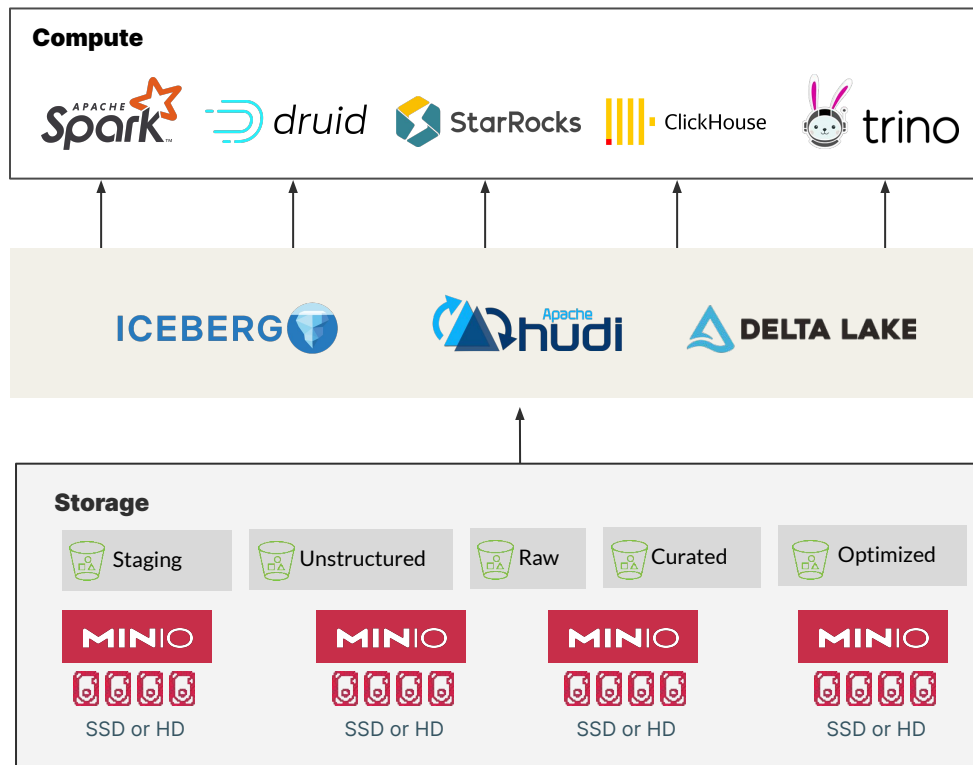 Compute
APACHE
Spark™
druid
StarRocks
ClickHouse
trino
ICEBERG
Apache
hudi
DELTA LAKE
Storage
Staging
Unstructured
Raw
Curated
Optimized
MINIO
MINIO
MINIO
MINIO
SSD or HD
SSD or HD
SSD or HD
SSD or HD